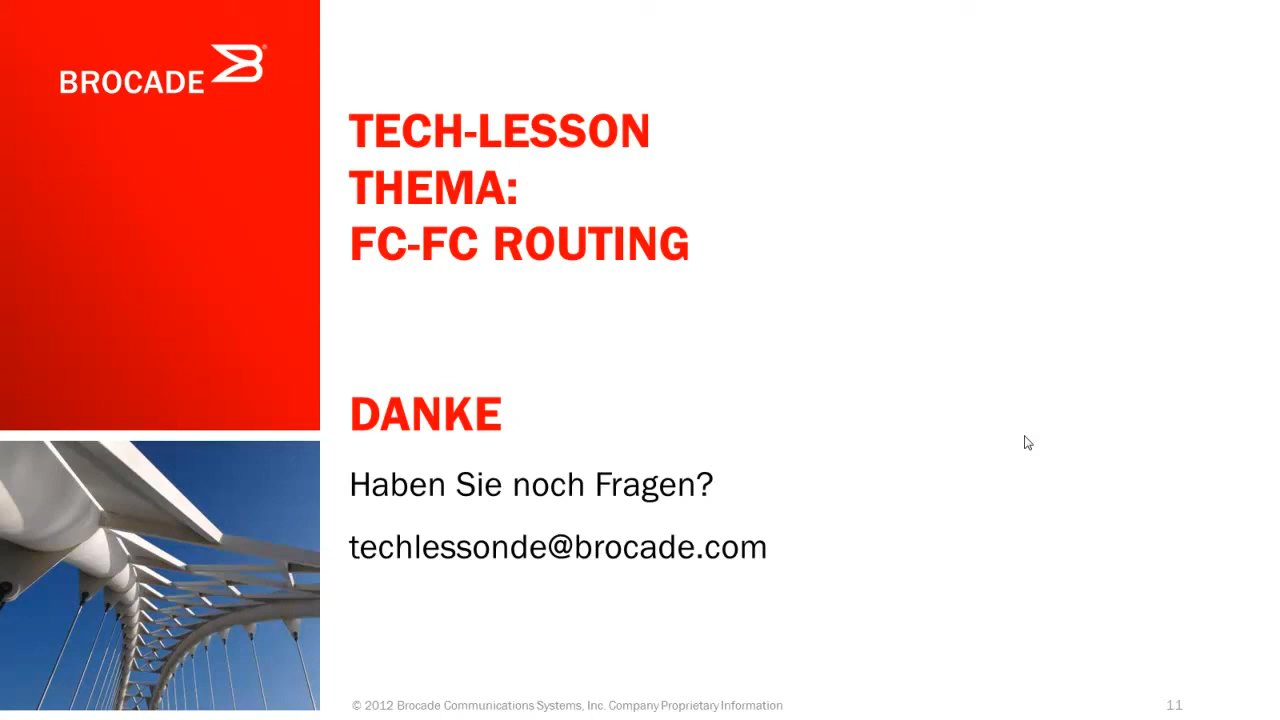 BROCADE
TECH-LESSON
THEMA:
FC-FC ROUTING
DANKE
Haben Sie noch Fragen?
techlessonde@brocade.com
© 2012 Brocade Communications Systems, Inc. Company Proprietary Information
11